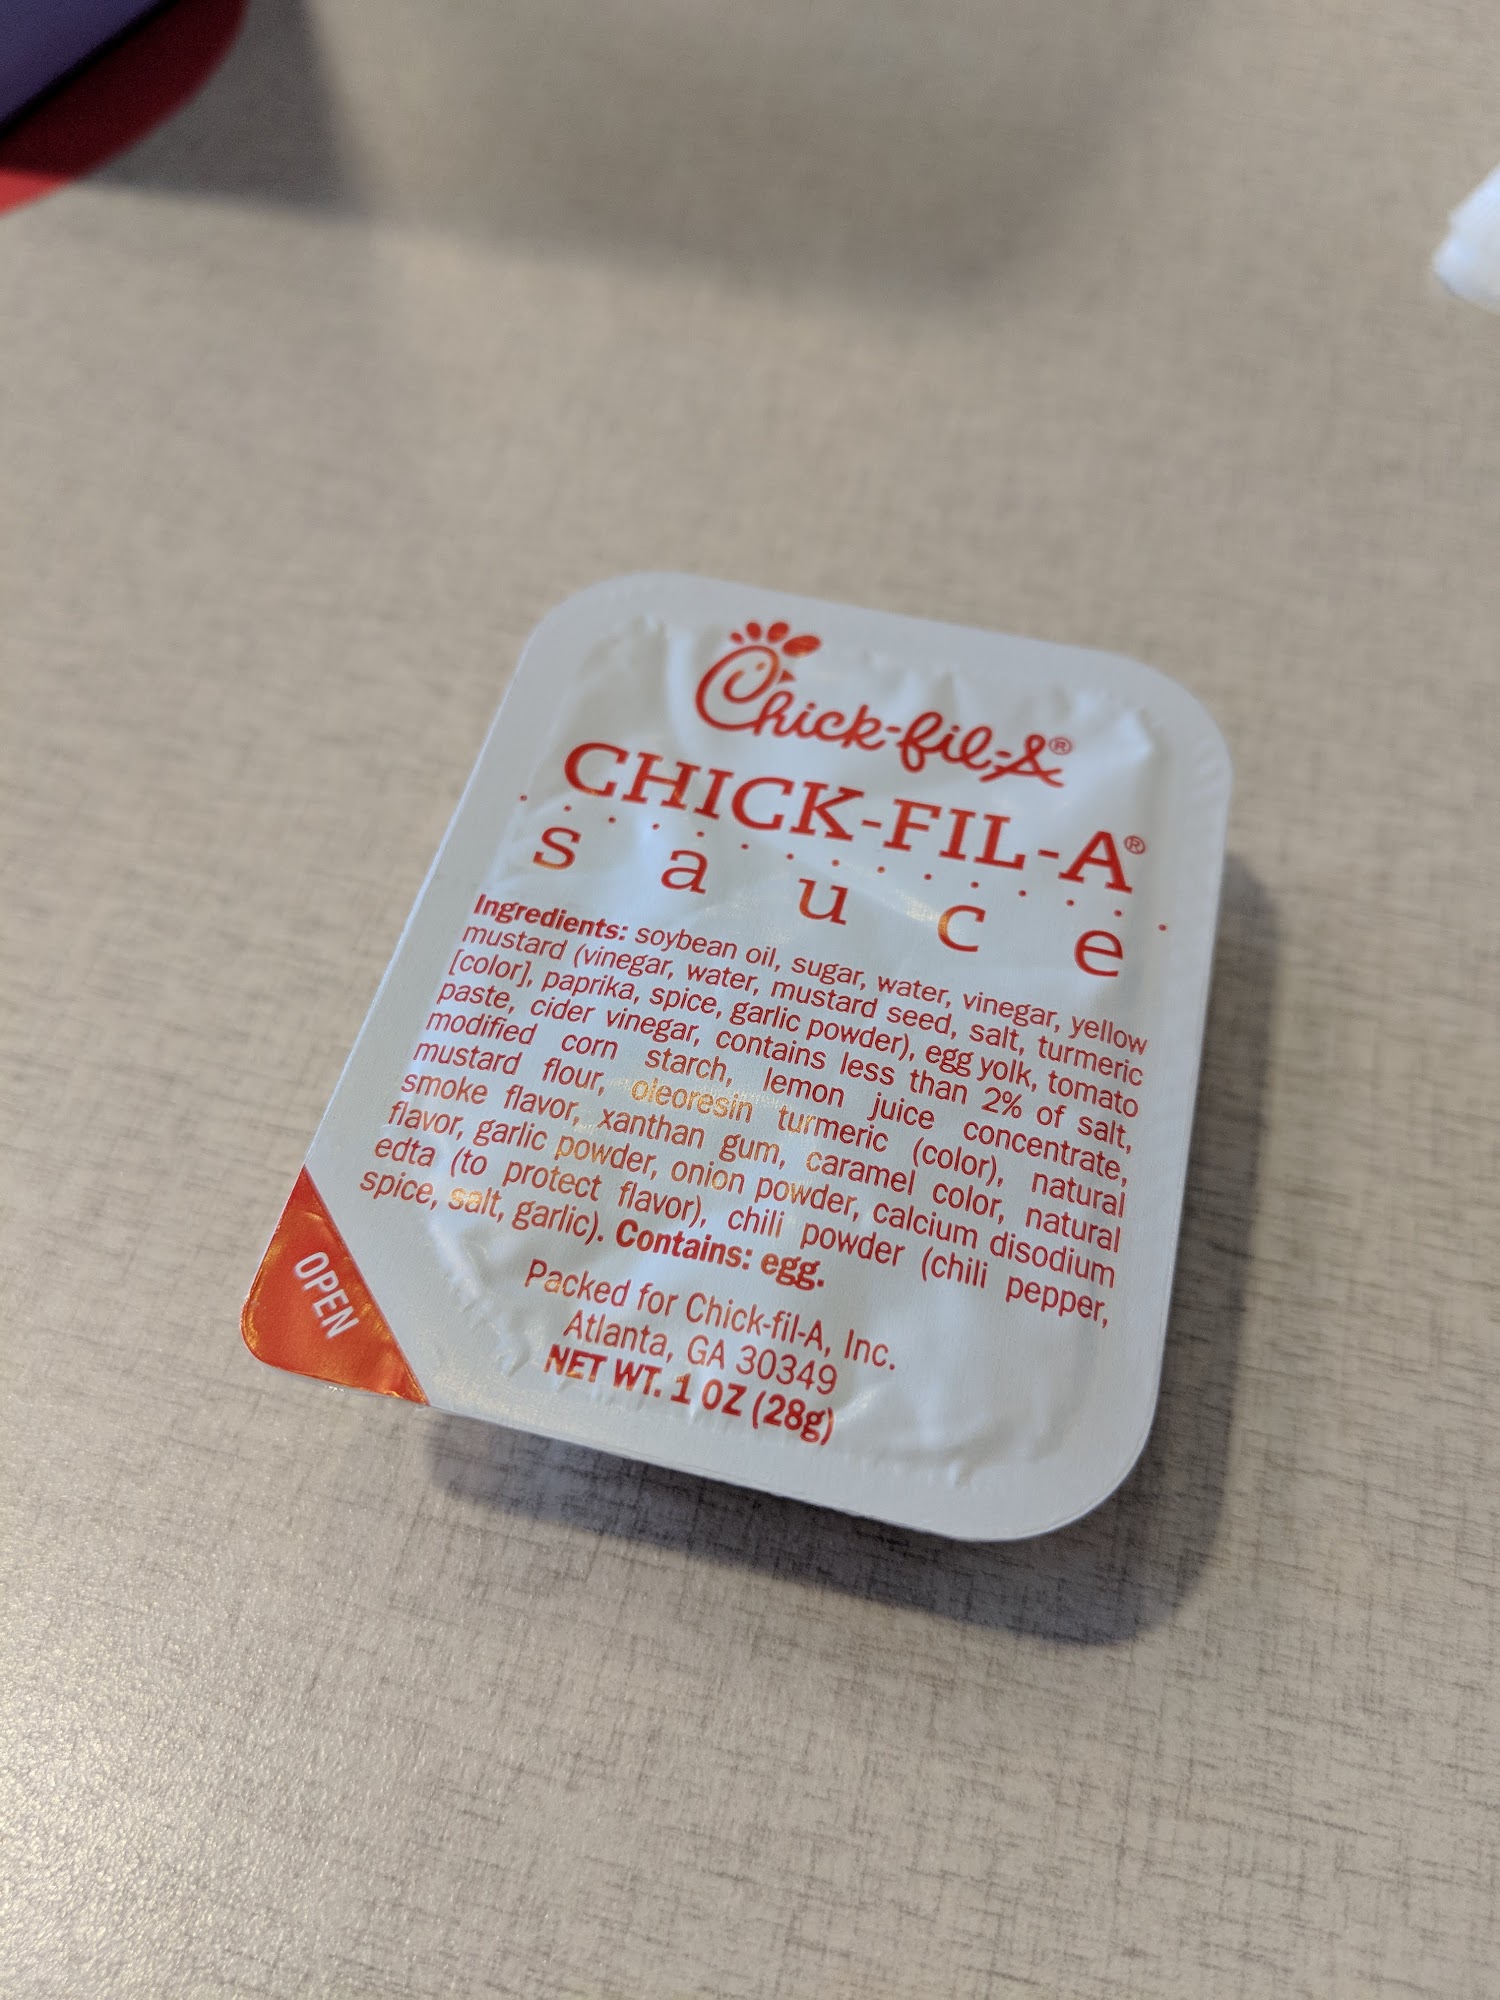 Chick-fil-A®
CHICK-FIL-A®
sauce
Ingredients: soybean oil, sugar, water, vinegar, yellow
mustard (vinegar, water, mustard seed, salt, turmeric
[color], paprika, spice, garlic powder), egg yolk, tomato
paste, cider vinegar, contains less than 2% of salt,
modified corn starch, lemon juice concentrate,
mustard flour, oleoresin turmeric (color), natural
smoke flavor, xanthan gum, caramel color, natural
flavor, garlic powder, onion powder, calcium disodium
edta (to protect flavor), chili powder (chili pepper,
spice, salt, garlic). Contains: egg.
Packed for Chick-fil-A, Inc.
Atlanta, GA 30349
NET WT. 1 OZ (28g)
OPEN